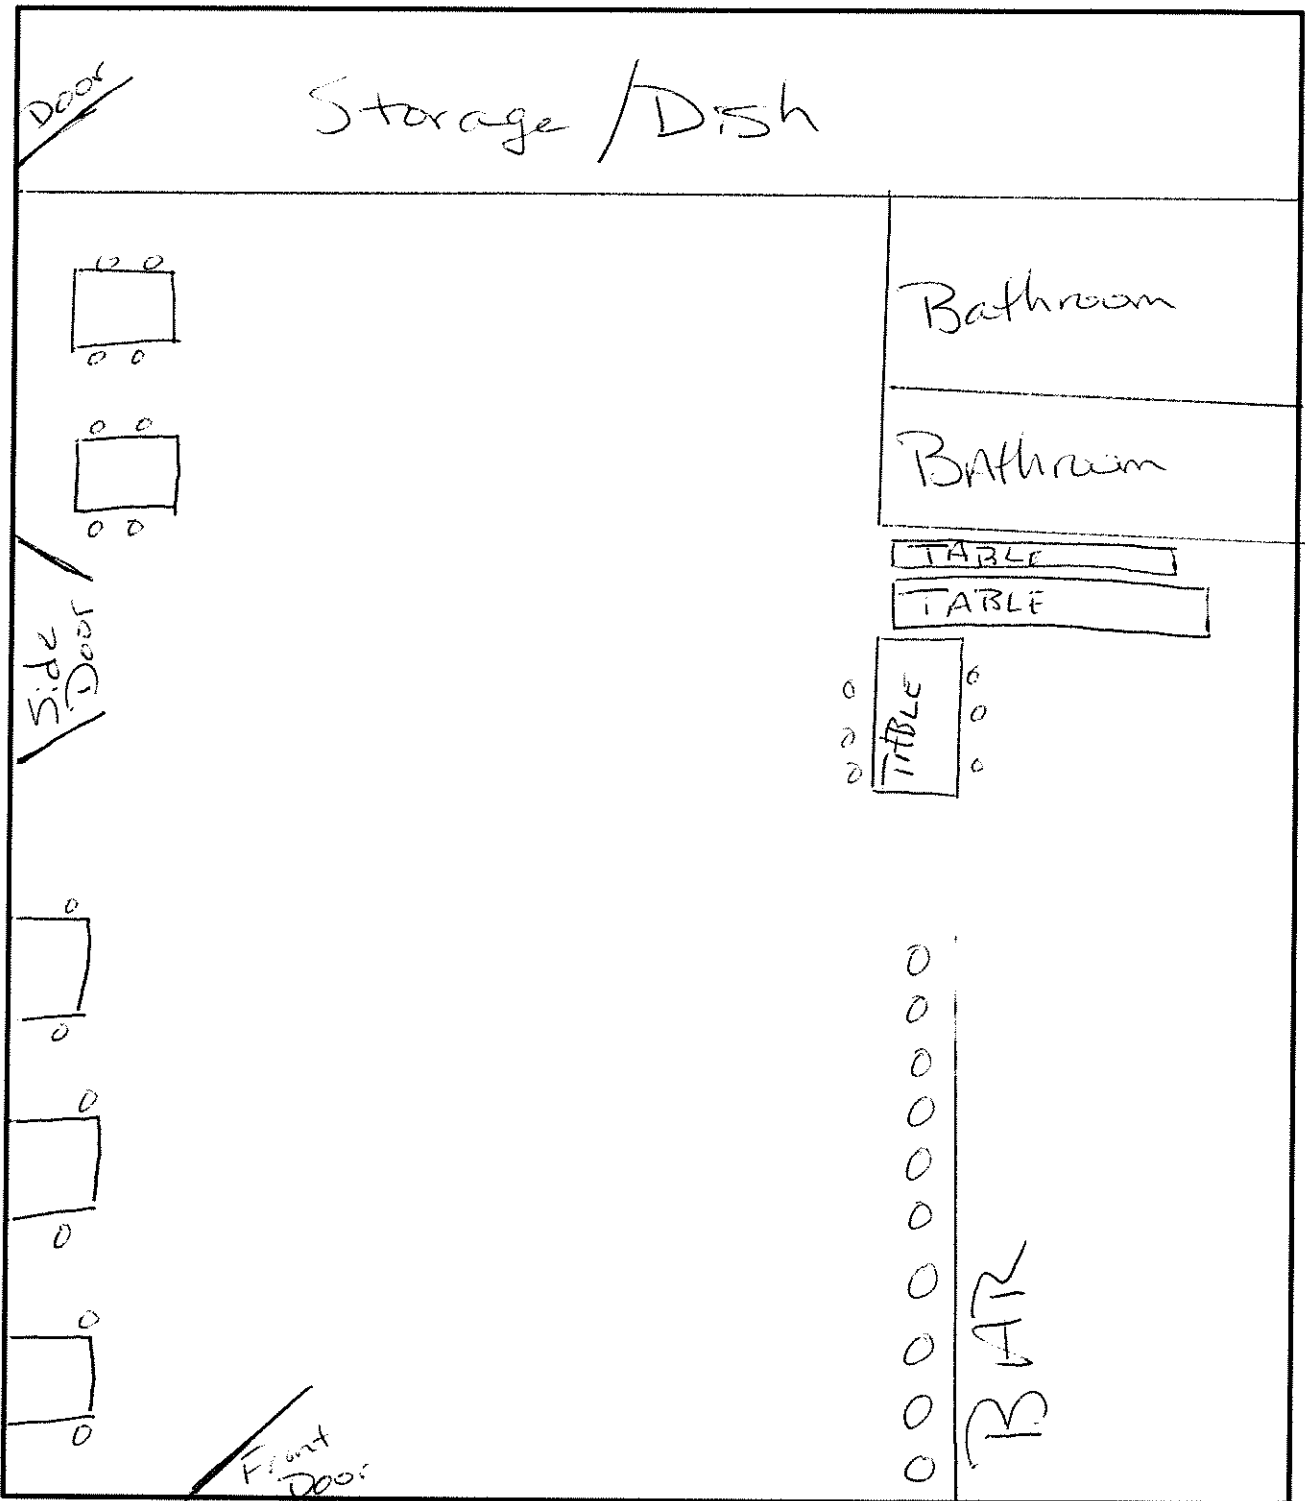 Door
Storage / Dish
Bathroom
BAthroom
TABLE
TABLE
Side
Door
TABLE
BAR
Front
Door